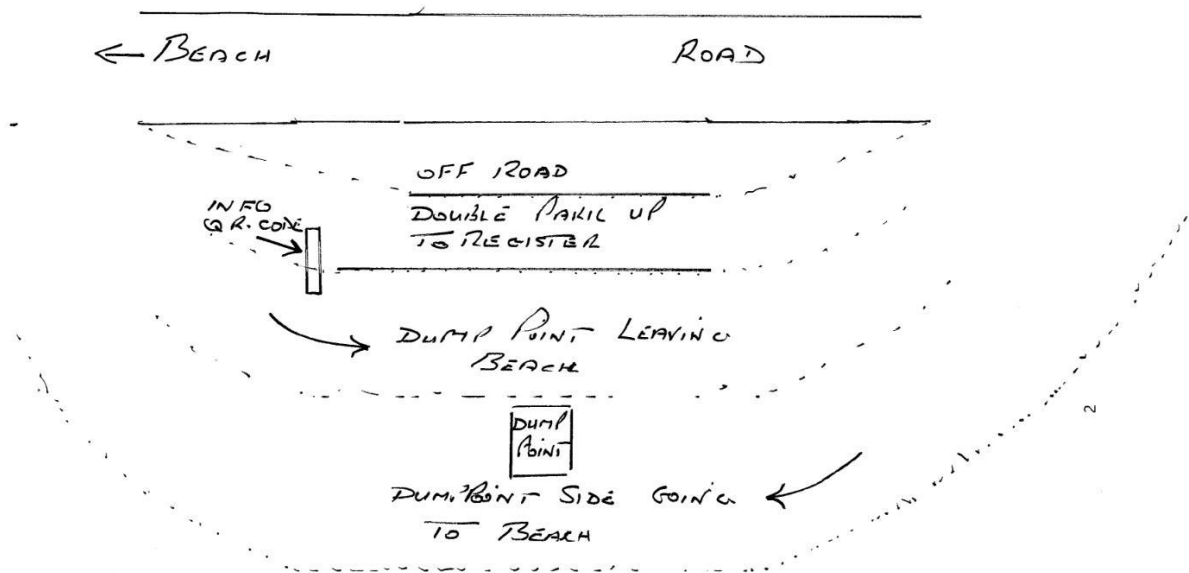 ← BEACH ROAD
OFF ROAD
DOUBLE PARK UP
TO REGISTER
INFO
QR. CODE
DUMP POINT LEAVING
BEACH
DUMP
POINT
DUMP POINT SIDE GOING
TO BEACH
2